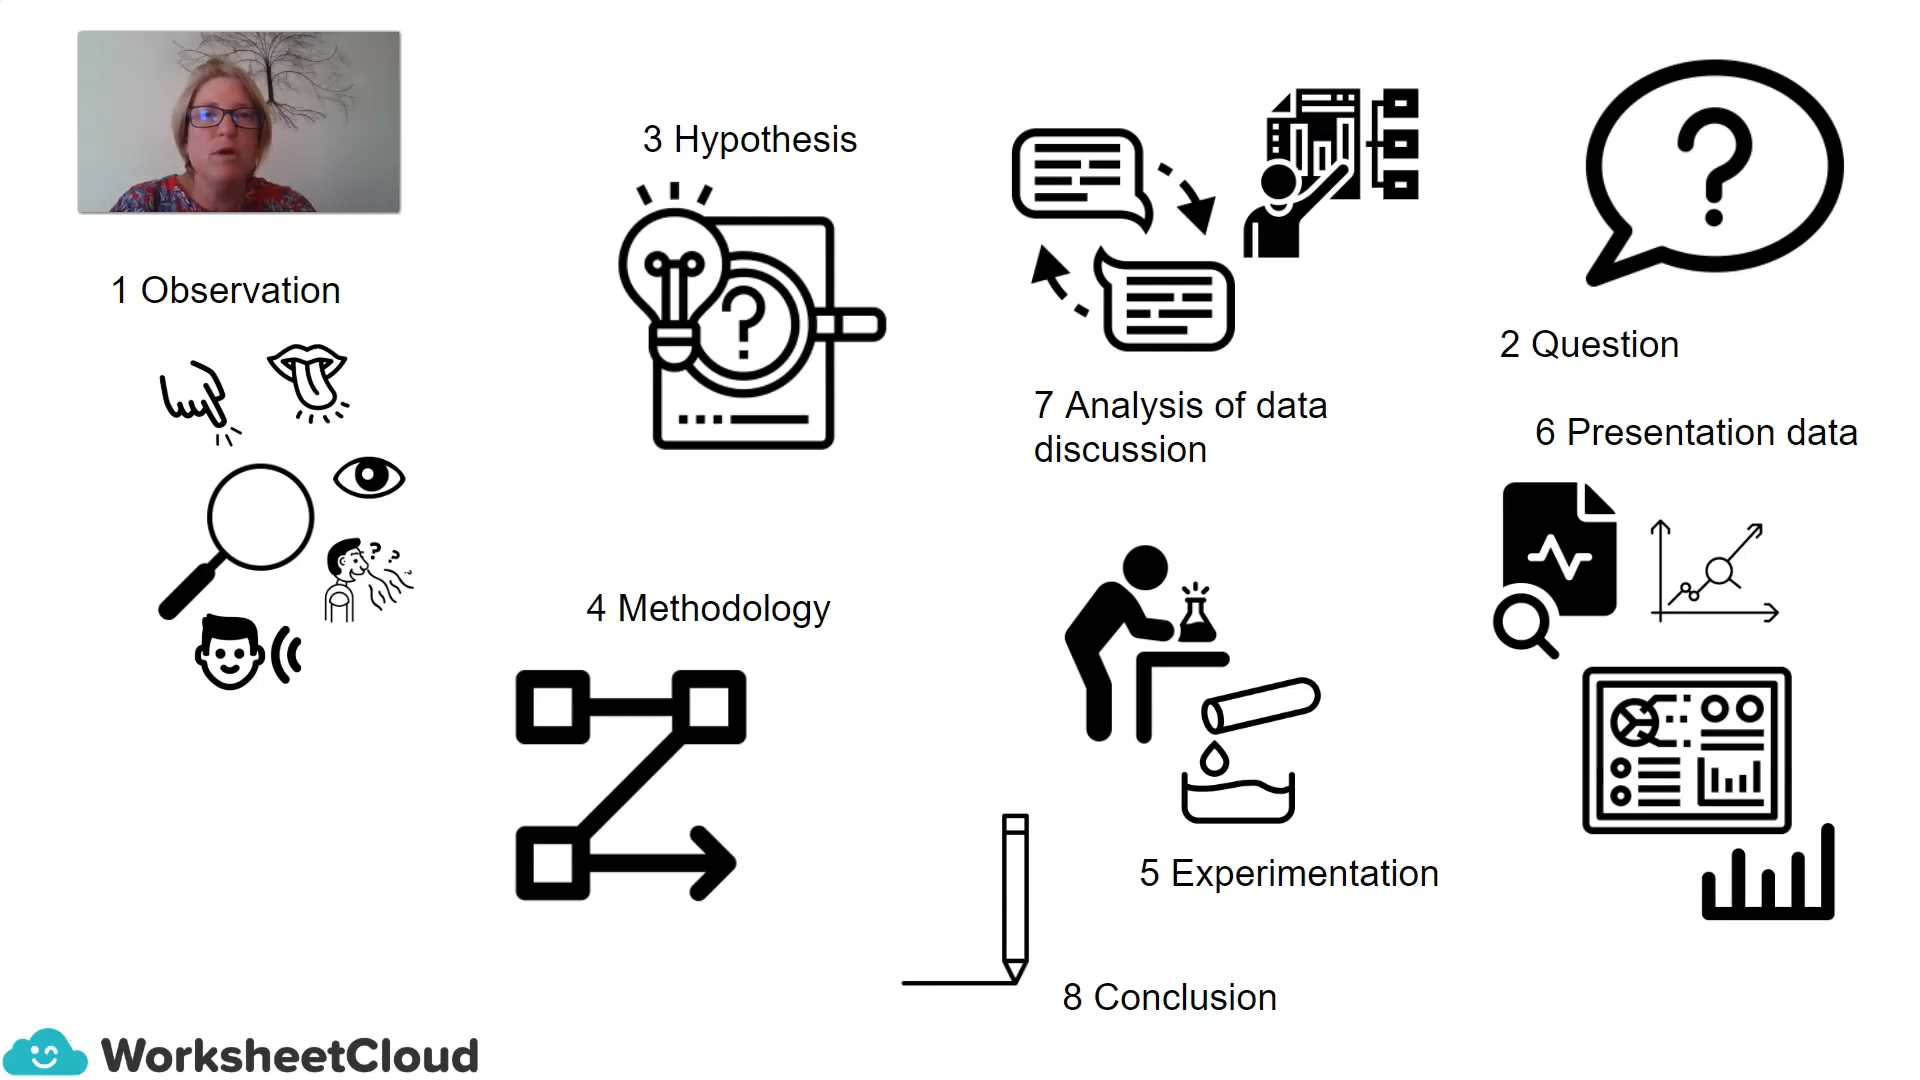 1 Observation
2 Question
3 Hypothesis
4 Methodology
5 Experimentation
6 Presentation data
7 Analysis of data
discussion
8 Conclusion
WorksheetCloud